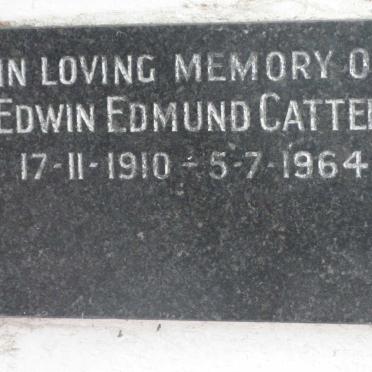 IN LOVING MEMORY O
EDWIN EDMUND CATTE
17-11-1910 - 5-7-1964